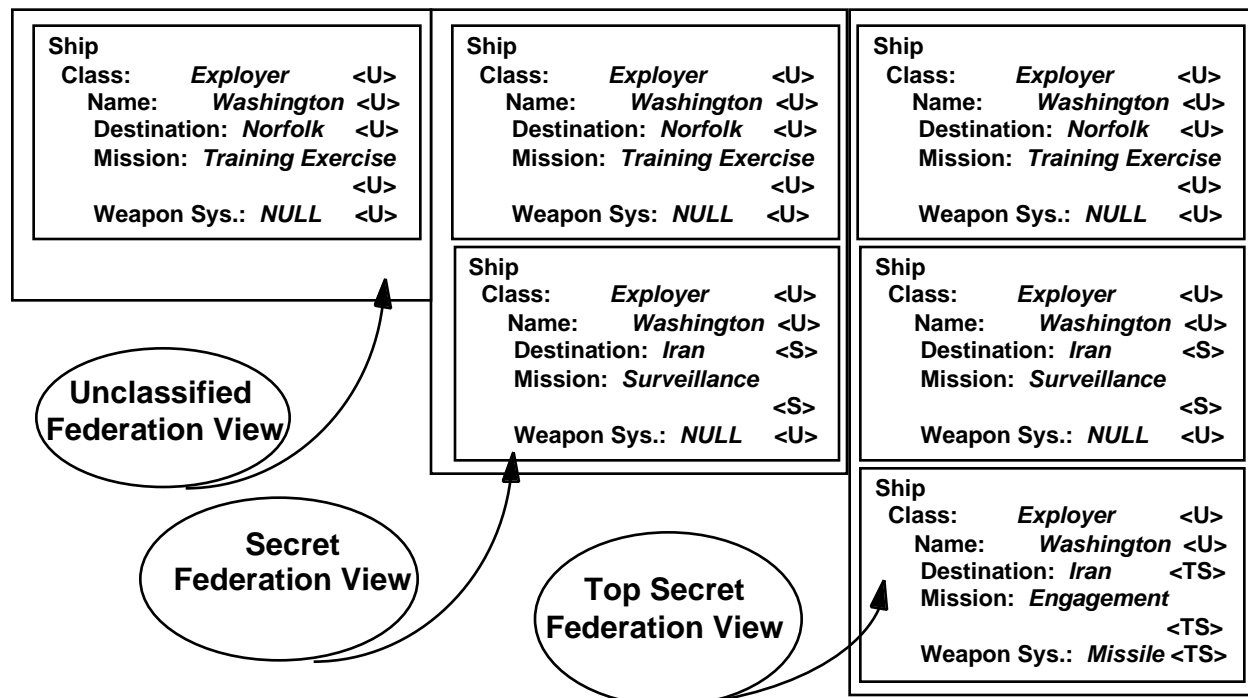 Ship
Class: Exployer <U>
Name: Washington <U>
Destination: Norfolk <U>
Mission: Training Exercise
<U>
Weapon Sys.: NULL <U>
Ship
Class: Exployer <U>
Name: Washington <U>
Destination: Norfolk <U>
Mission: Training Exercise
<U>
Weapon Sys: NULL <U>
Ship
Class: Exployer <U>
Name: Washington <U>
Destination: Iran <S>
Mission: Surveillance
<S>
Weapon Sys.: NULL <U>
Ship
Class: Exployer <U>
Name: Washington <U>
Destination: Norfolk <U>
Mission: Training Exercise
<U>
Weapon Sys.: NULL <U>
Ship
Class: Exployer <U>
Name: Washington <U>
Destination: Iran <S>
Mission: Surveillance
<S>
Weapon Sys.: NULL <U>
Ship
Class: Exployer <U>
Name: Washington <U>
Destination: Iran <TS>
Mission: Engagement
<TS>
Weapon Sys.: Missile <TS>
Unclassified
Federation View
Secret
Federation View
Top Secret
Federation View